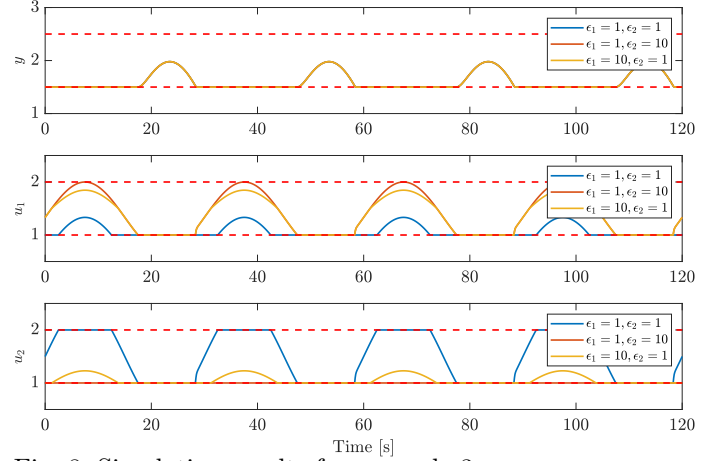 3
2
1
y
0 20 40 60 80 100 120
ϵ₁ = 1, ϵ₂ = 1
ϵ₁ = 1, ϵ₂ = 10
ϵ₁ = 10, ϵ₂ = 1
2
1
u₁
0 20 40 60 80 100 120
ϵ₁ = 1, ϵ₂ = 1
ϵ₁ = 1, ϵ₂ = 10
ϵ₁ = 10, ϵ₂ = 1
2
1
u₂
0 20 40 60 80 100 120
ϵ₁ = 1, ϵ₂ = 1
ϵ₁ = 1, ϵ₂ = 10
ϵ₁ = 10, ϵ₂ = 1
Time [s]